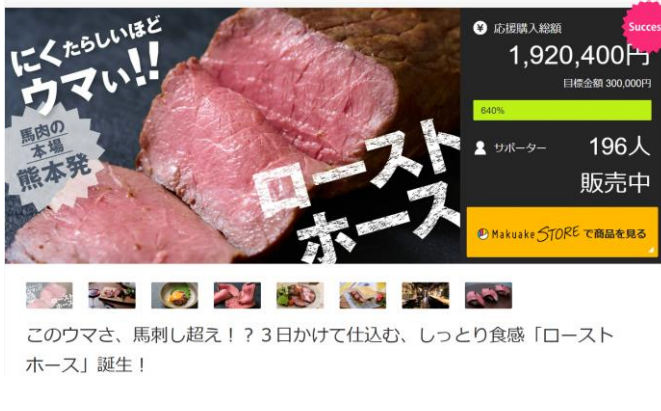 にくたらしいほど
ウマい!!
馬肉の
本場
熊本発
ロースト
ホース
¥ 応援購入総額
Succes
1,920,400円
目標金額 300,000円
640%
サポーター 196人
販売中
Makuake STORE で商品を見る
このウマさ、馬刺し超え！？３日かけて仕込む、しっとり食感「ロースト
ホース」誕生！